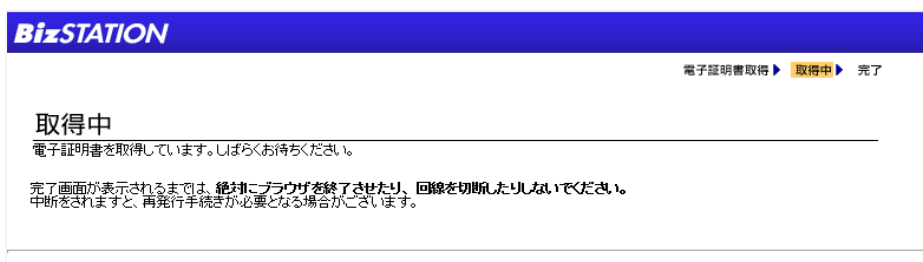 BizSTATION
電子証明書取得 取得中 完了
取得中
電子証明書を取得しています。しばらくお待ちください。
完了画面が表示されるまでは、絶対にブラウザを終了させたり、回線を切断したりしないでください。
中断をされますと、再発行手続きが必要となる場合がございます。